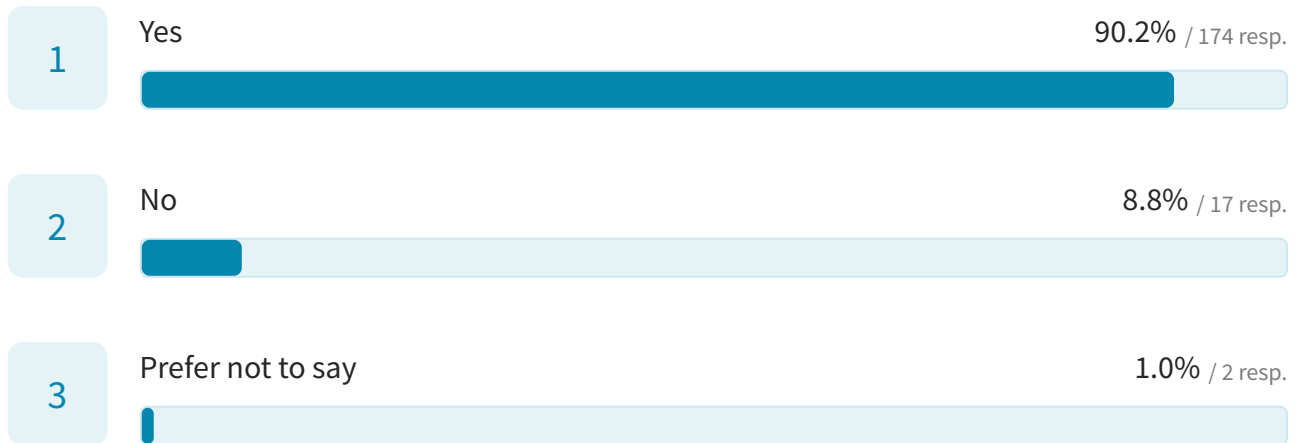 1
Yes 90.2% / 174 resp.
2
No 8.8% / 17 resp.
3
Prefer not to say 1.0% / 2 resp.